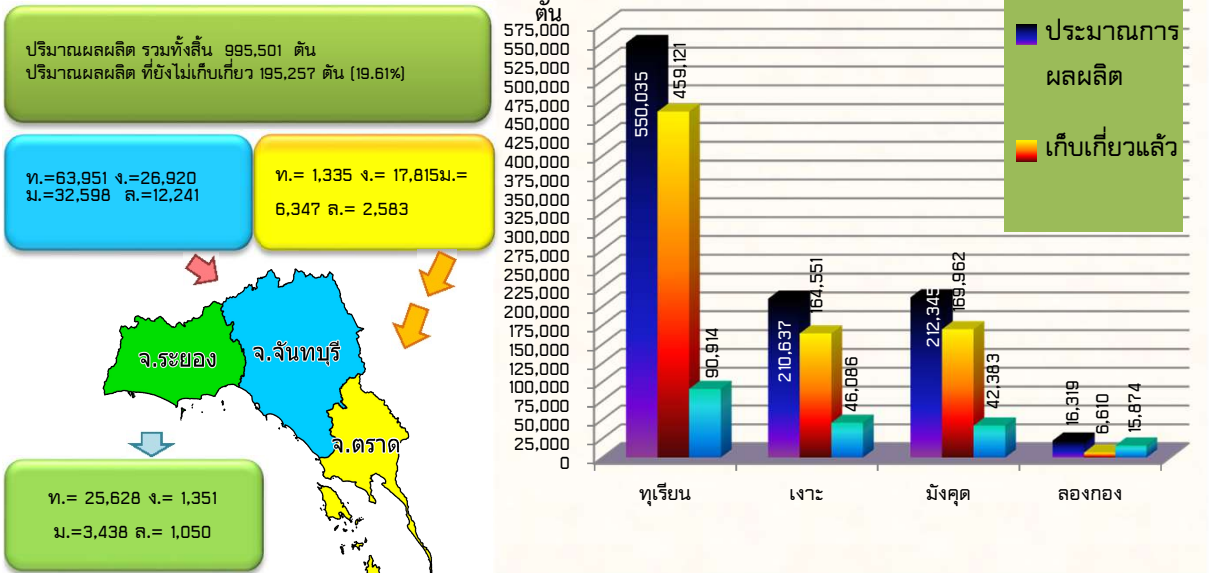 ปริมาณผลผลิต รวมทั้งสิ้น 995,501 ตัน
ปริมาณผลผลิต ที่ยังไม่เก็บเกี่ยว 195,257 ตัน (19.61%)
ท.=63,951 ง.=26,920
ม.=32,598 ล.=12,241
ท.= 1,335 ง.= 17,815ม.=
6,347 ล.= 2,583
จ.ระยอง
จ.จันทบุรี
จ.ตราด
ท.= 25,628 ง.= 1,351
ม.=3,438 ล.= 1,050
ตัน
575,000
550,000
525,000
500,000
475,000
450,000
425,000
400,000
375,000
350,000
325,000
300,000
275,000
250,000
225,000
200,000
175,000
150,000
125,000
100,000
75,000
50,000
25,000
0
550,035
459,121
90,914
210,637
164,551
46,086
212,345
169,962
42,383
16,319
6,610
15,874
ทุเรียน
เงาะ
มังคุด
ลองกอง
ประมาณการ
ผลผลิต
เก็บเกี่ยวแล้ว